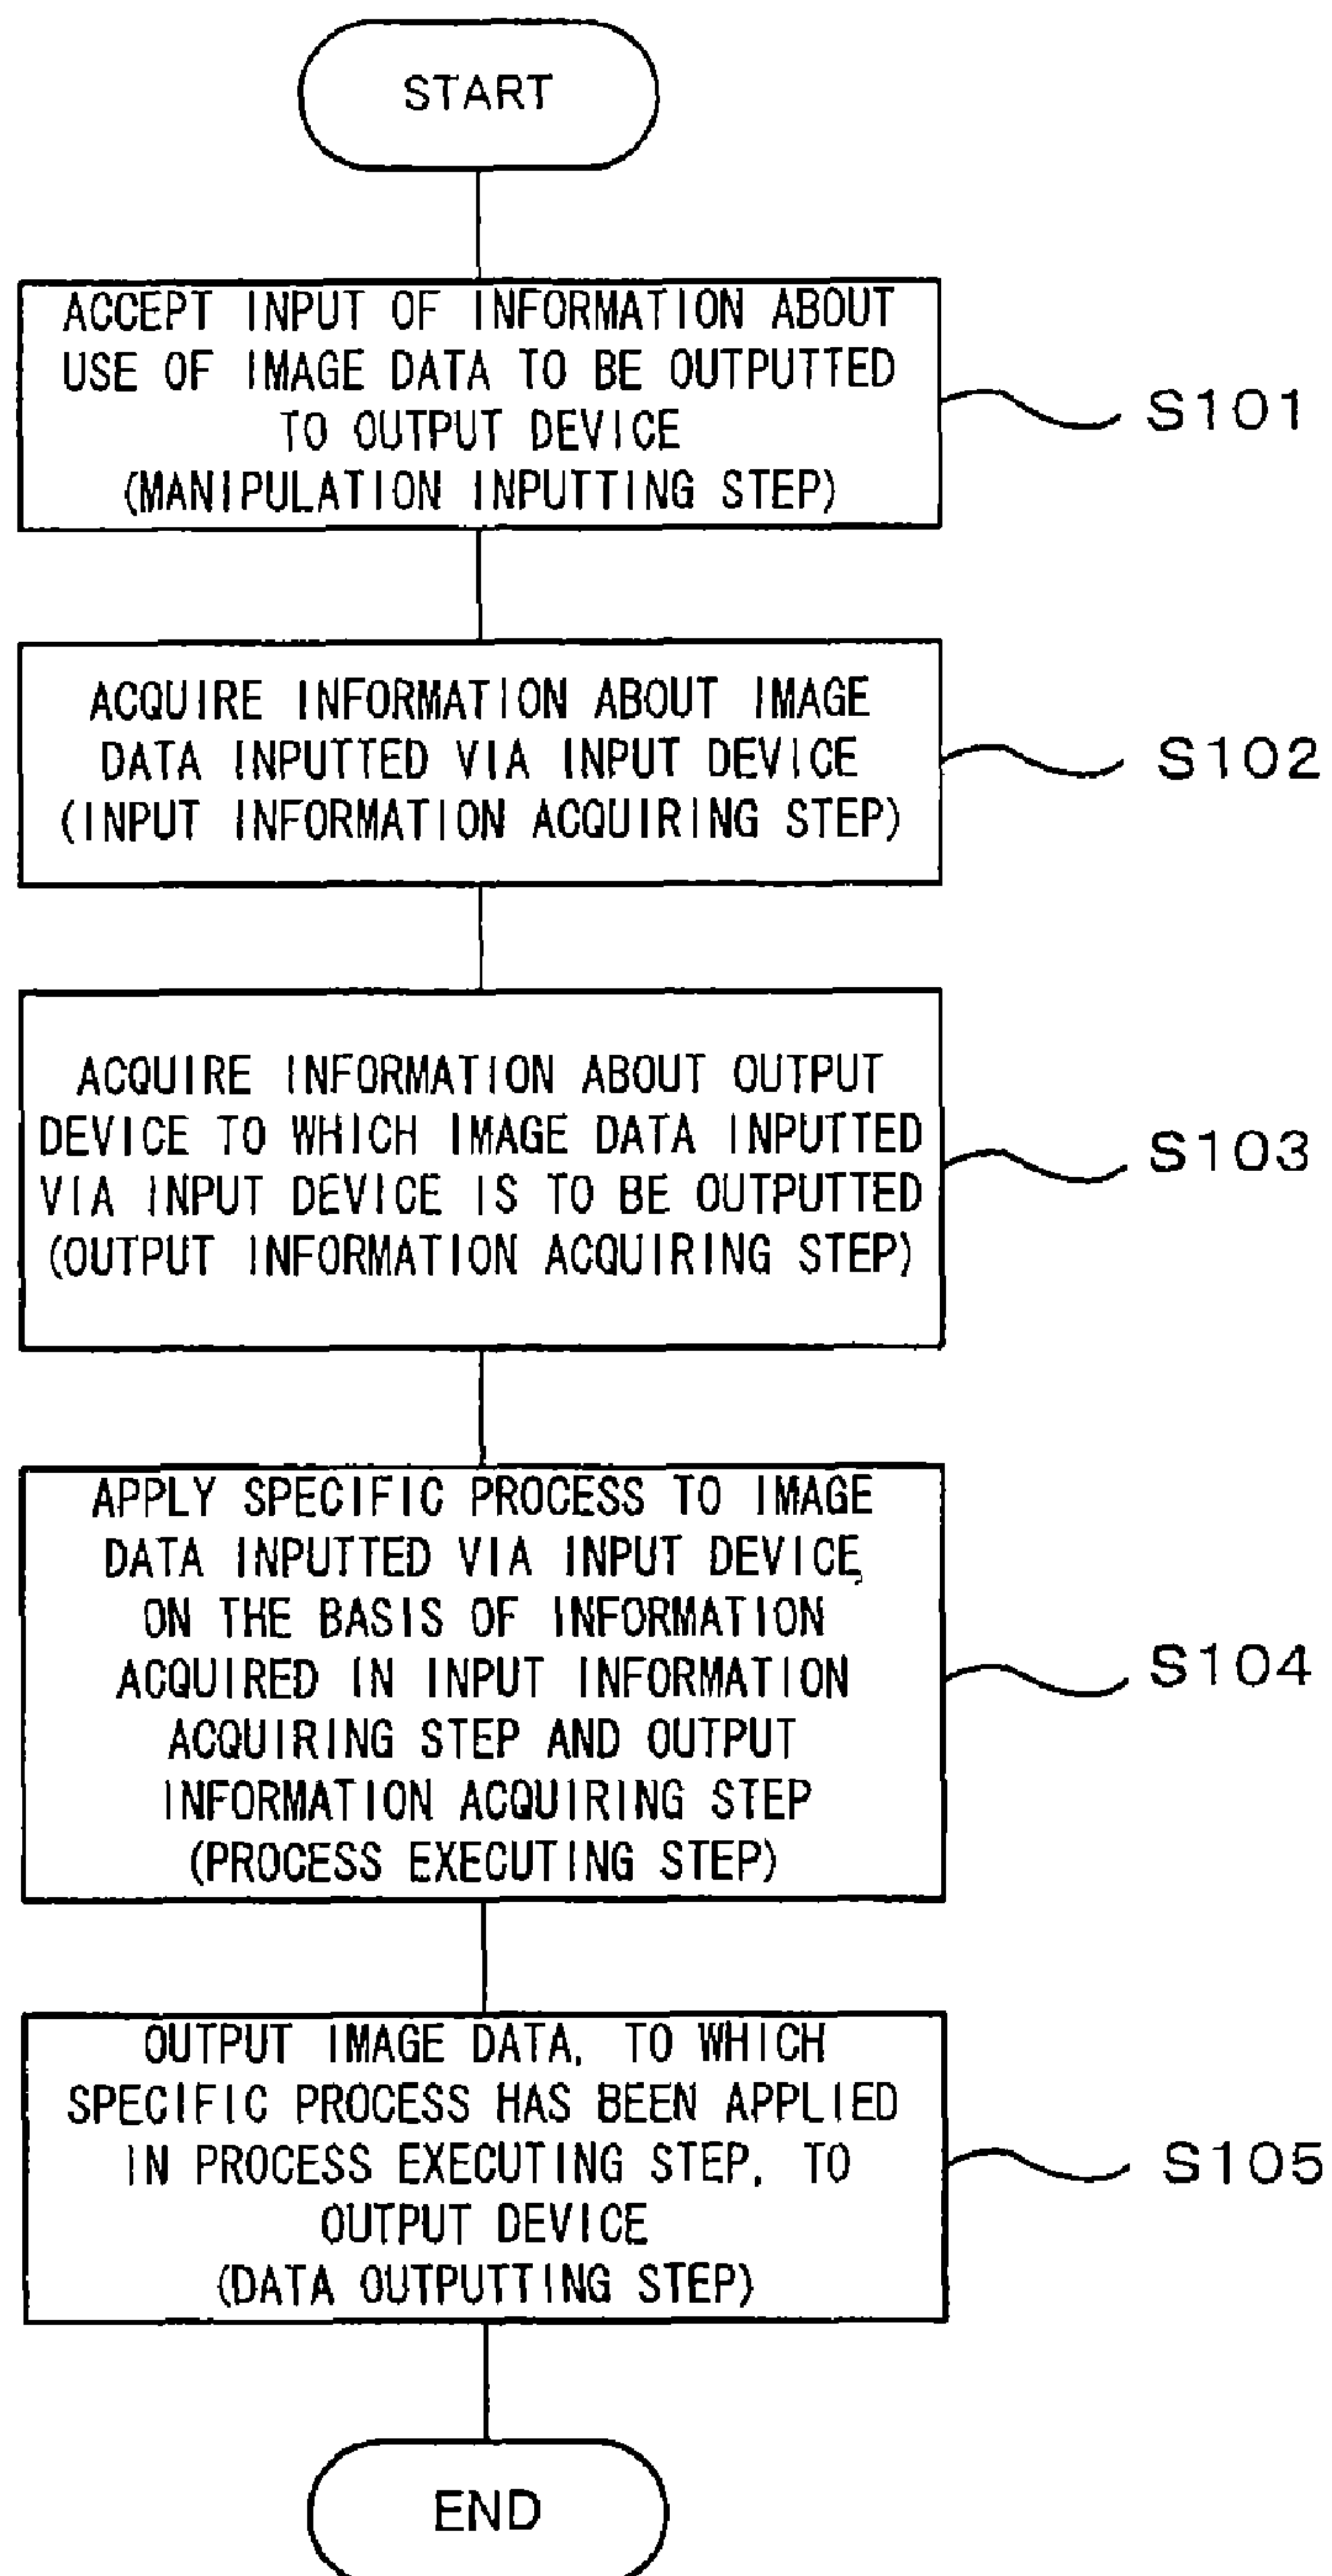 START
ACCEPT INPUT OF INFORMATION ABOUT
USE OF IMAGE DATA TO BE OUTPUTTED
TO OUTPUT DEVICE
(MANIPULATION INPUTTING STEP)
S101
ACQUIRE INFORMATION ABOUT IMAGE
DATA INPUTTED VIA INPUT DEVICE
(INPUT INFORMATION ACQUIRING STEP)
S102
ACQUIRE INFORMATION ABOUT OUTPUT
DEVICE TO WHICH IMAGE DATA INPUTTED
VIA INPUT DEVICE IS TO BE OUTPUTTED
(OUTPUT INFORMATION ACQUIRING STEP)
S103
APPLY SPECIFIC PROCESS TO IMAGE
DATA INPUTTED VIA INPUT DEVICE,
ON THE BASIS OF INFORMATION
ACQUIRED IN INPUT INFORMATION
ACQUIRING STEP AND OUTPUT
INFORMATION ACQUIRING STEP
(PROCESS EXECUTING STEP)
S104
OUTPUT IMAGE DATA, TO WHICH
SPECIFIC PROCESS HAS BEEN APPLIED
IN PROCESS EXECUTING STEP, TO
OUTPUT DEVICE
(DATA OUTPUTTING STEP)
S105
END